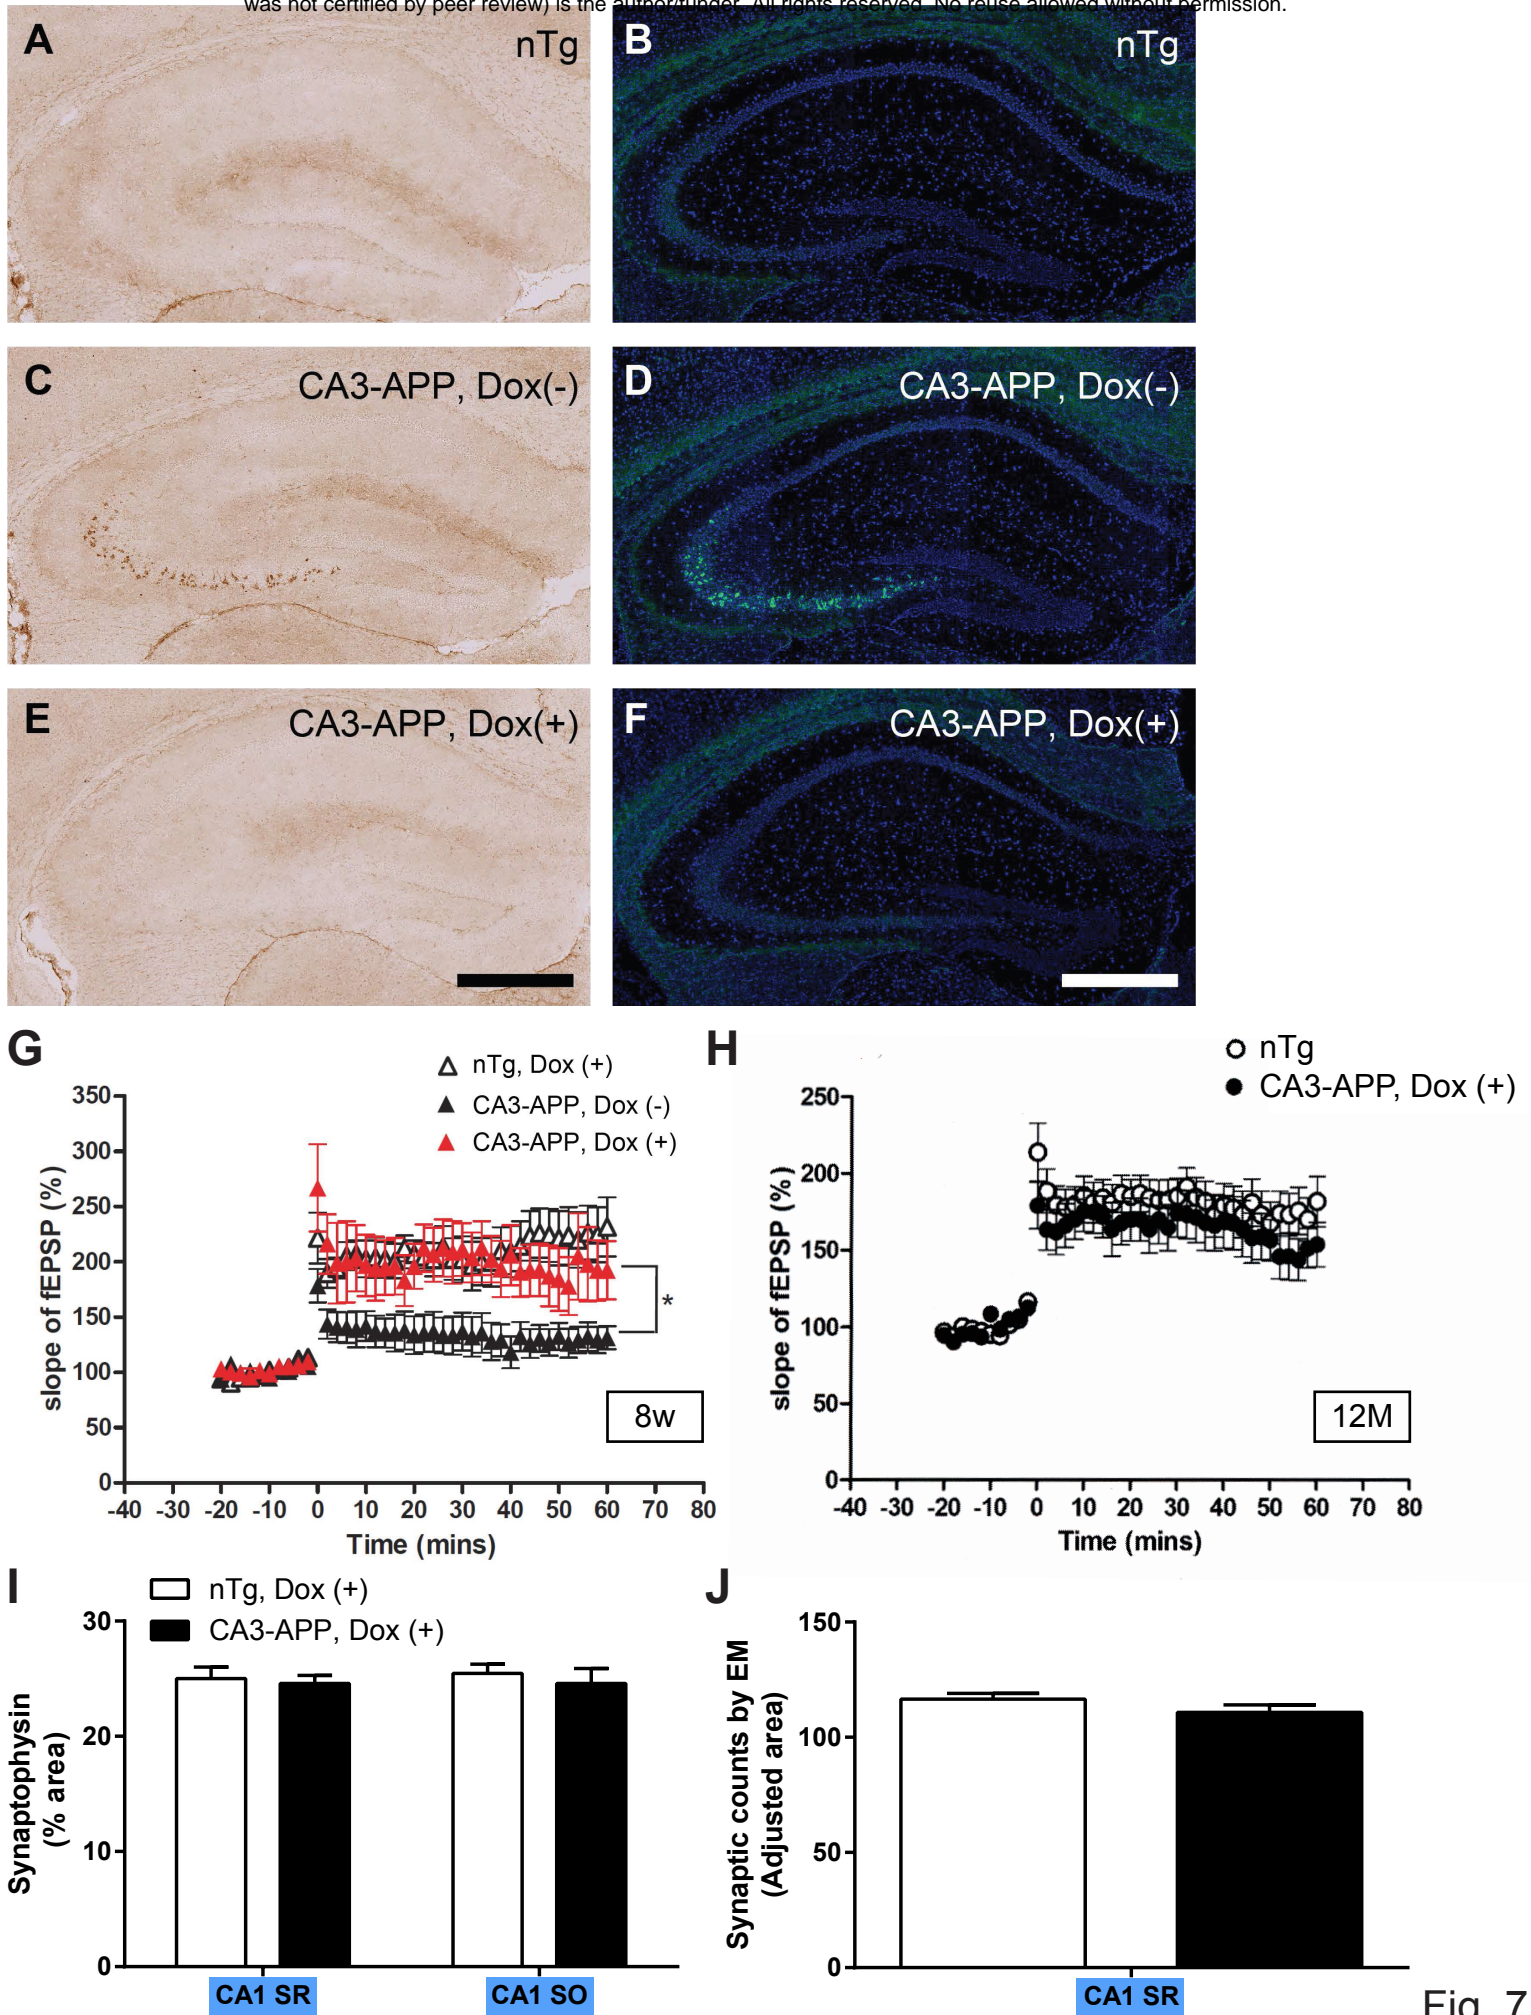 was not certified by peer review) is the author/funder. All rights reserved. No reuse allowed without permission.
A
nTg
B
nTg
C
CA3-APP, Dox(-)
D
CA3-APP, Dox(-)
E
CA3-APP, Dox(+)
F
CA3-APP, Dox(+)
G
nTg, Dox (+)
CA3-APP, Dox (-)
CA3-APP, Dox (+)
slope of fEPSP (%)
350
300
250
200
150
100
50
0
*
8w
-40 -30 -20 -10 0 10 20 30 40 50 60 70 80
Time (mins)
H
nTg
CA3-APP, Dox (+)
slope of fEPSP (%)
250
200
150
100
50
0
12M
-40 -30 -20 -10 0 10 20 30 40 50 60 70 80
Time (mins)
I
nTg, Dox (+)
CA3-APP, Dox (+)
Synaptophysin
(% area)
30
20
10
0
CA1 SR
CA1 SO
J
Synaptic counts by EM
(Adjusted area)
150
100
50
0
CA1 SR
Fig. 7